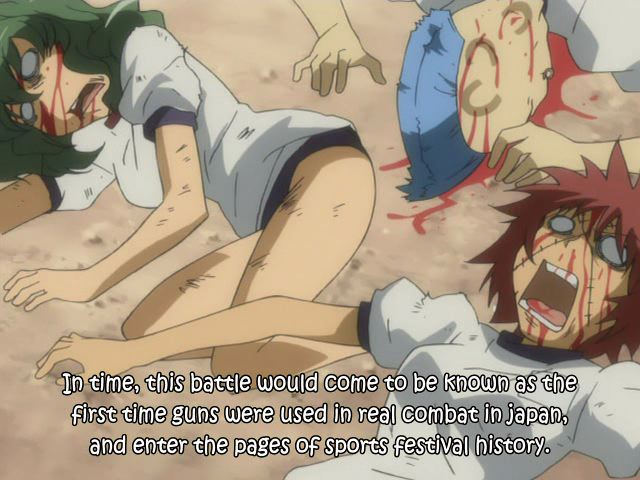 In time, this battle would come to be known as the
first time guns were used in real combat in japan,
and enter the pages of sports festival history.